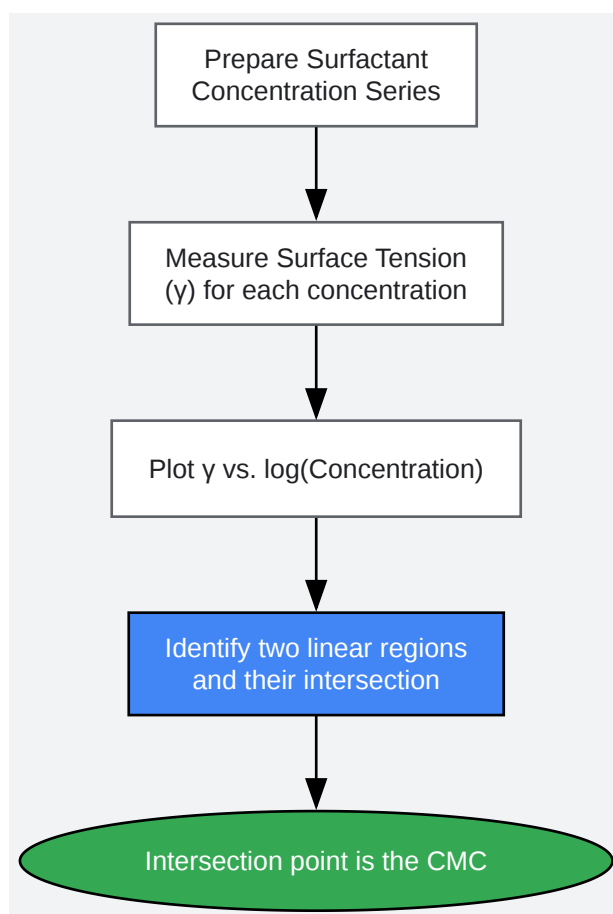 Prepare Surfactant
Concentration Series
Measure Surface Tension
(γ) for each concentration
Plot γ vs. log(Concentration)
Identify two linear regions
and their intersection
Intersection point is the CMC